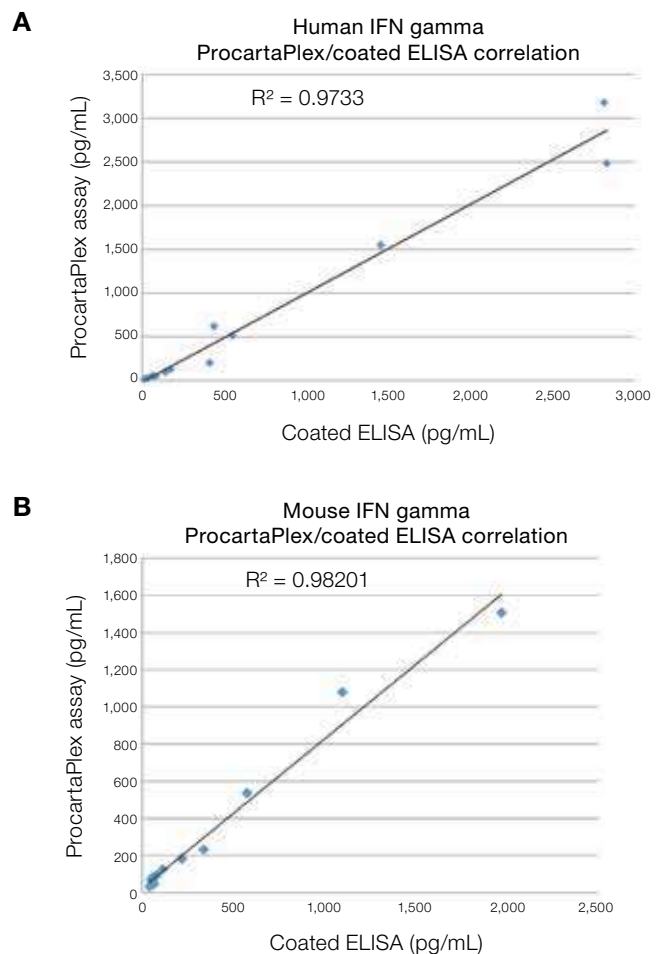 A
Human IFN gamma
ProcartaPlex/coated ELISA correlation
R² = 0.9733
ProcartaPlex assay (pg/mL)
3,500
3,000
2,500
2,000
1,500
1,000
500
0
0 500 1,000 1,500 2,000 2,500 3,000
Coated ELISA (pg/mL)
B
Mouse IFN gamma
ProcartaPlex/coated ELISA correlation
R² = 0.98201
ProcartaPlex assay (pg/mL)
1,800
1,600
1,400
1,200
1,000
800
600
400
200
0
0 500 1,000 1,500 2,000 2,500
Coated ELISA (pg/mL)